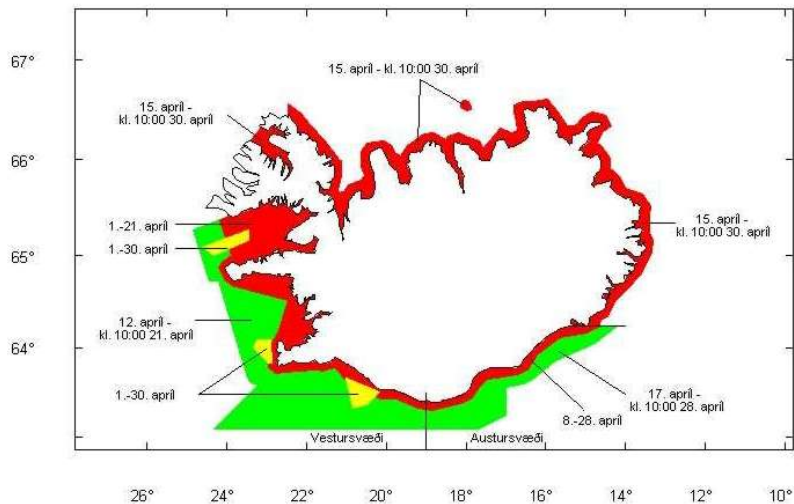 67°
15. apríl - kl. 10:00 30. apríl
15. apríl -
kl. 10:00 30. apríl
66°
1.-21. apríl
15. apríl -
kl. 10:00 30. apríl
1.-30. apríl
65°
12. apríl -
kl. 10:00 21. apríl
64°
1.-30. apríl
17. apríl -
kl. 10:00 28. apríl
8.-28. apríl
Vestursvæði
Austursvæði
26°
24°
22°
20°
18°
16°
14°
12°
10°